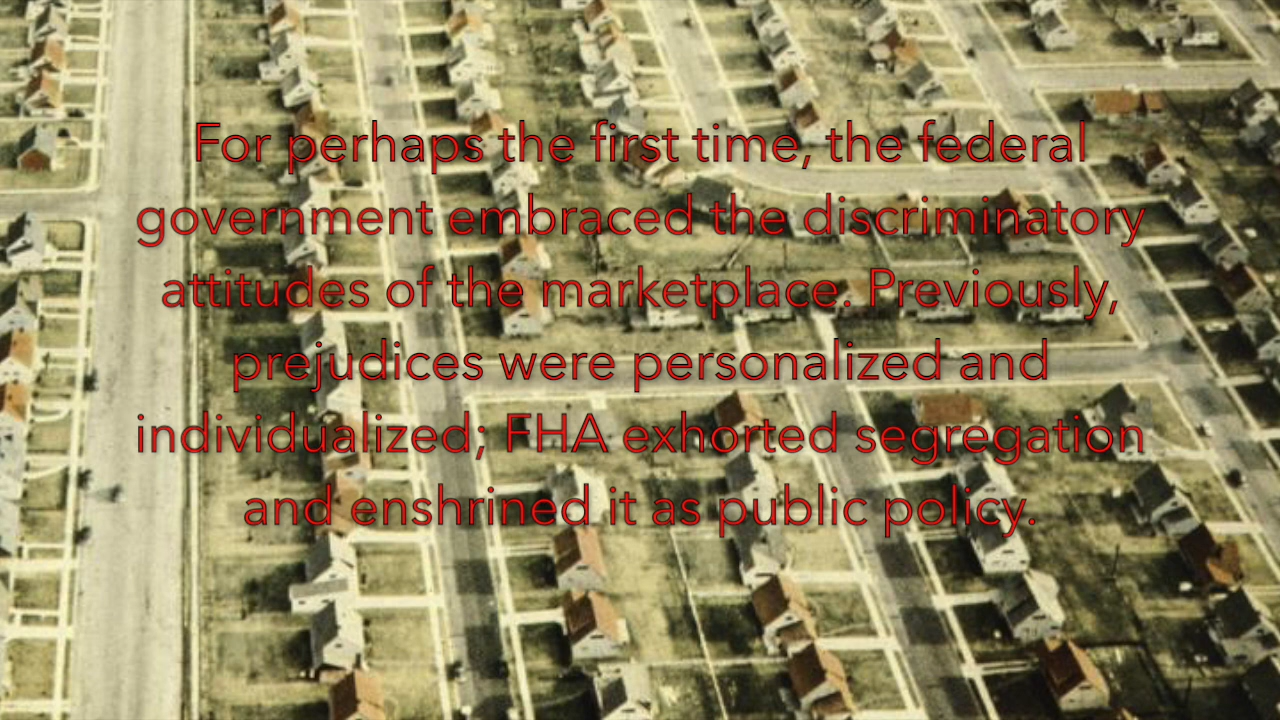 For perhaps the first time, the federal
government embraced the discriminatory
attitudes of the marketplace. Previously,
prejudices were personalized and
individualized; FHA exhorted segregation
and enshrined it as public policy.